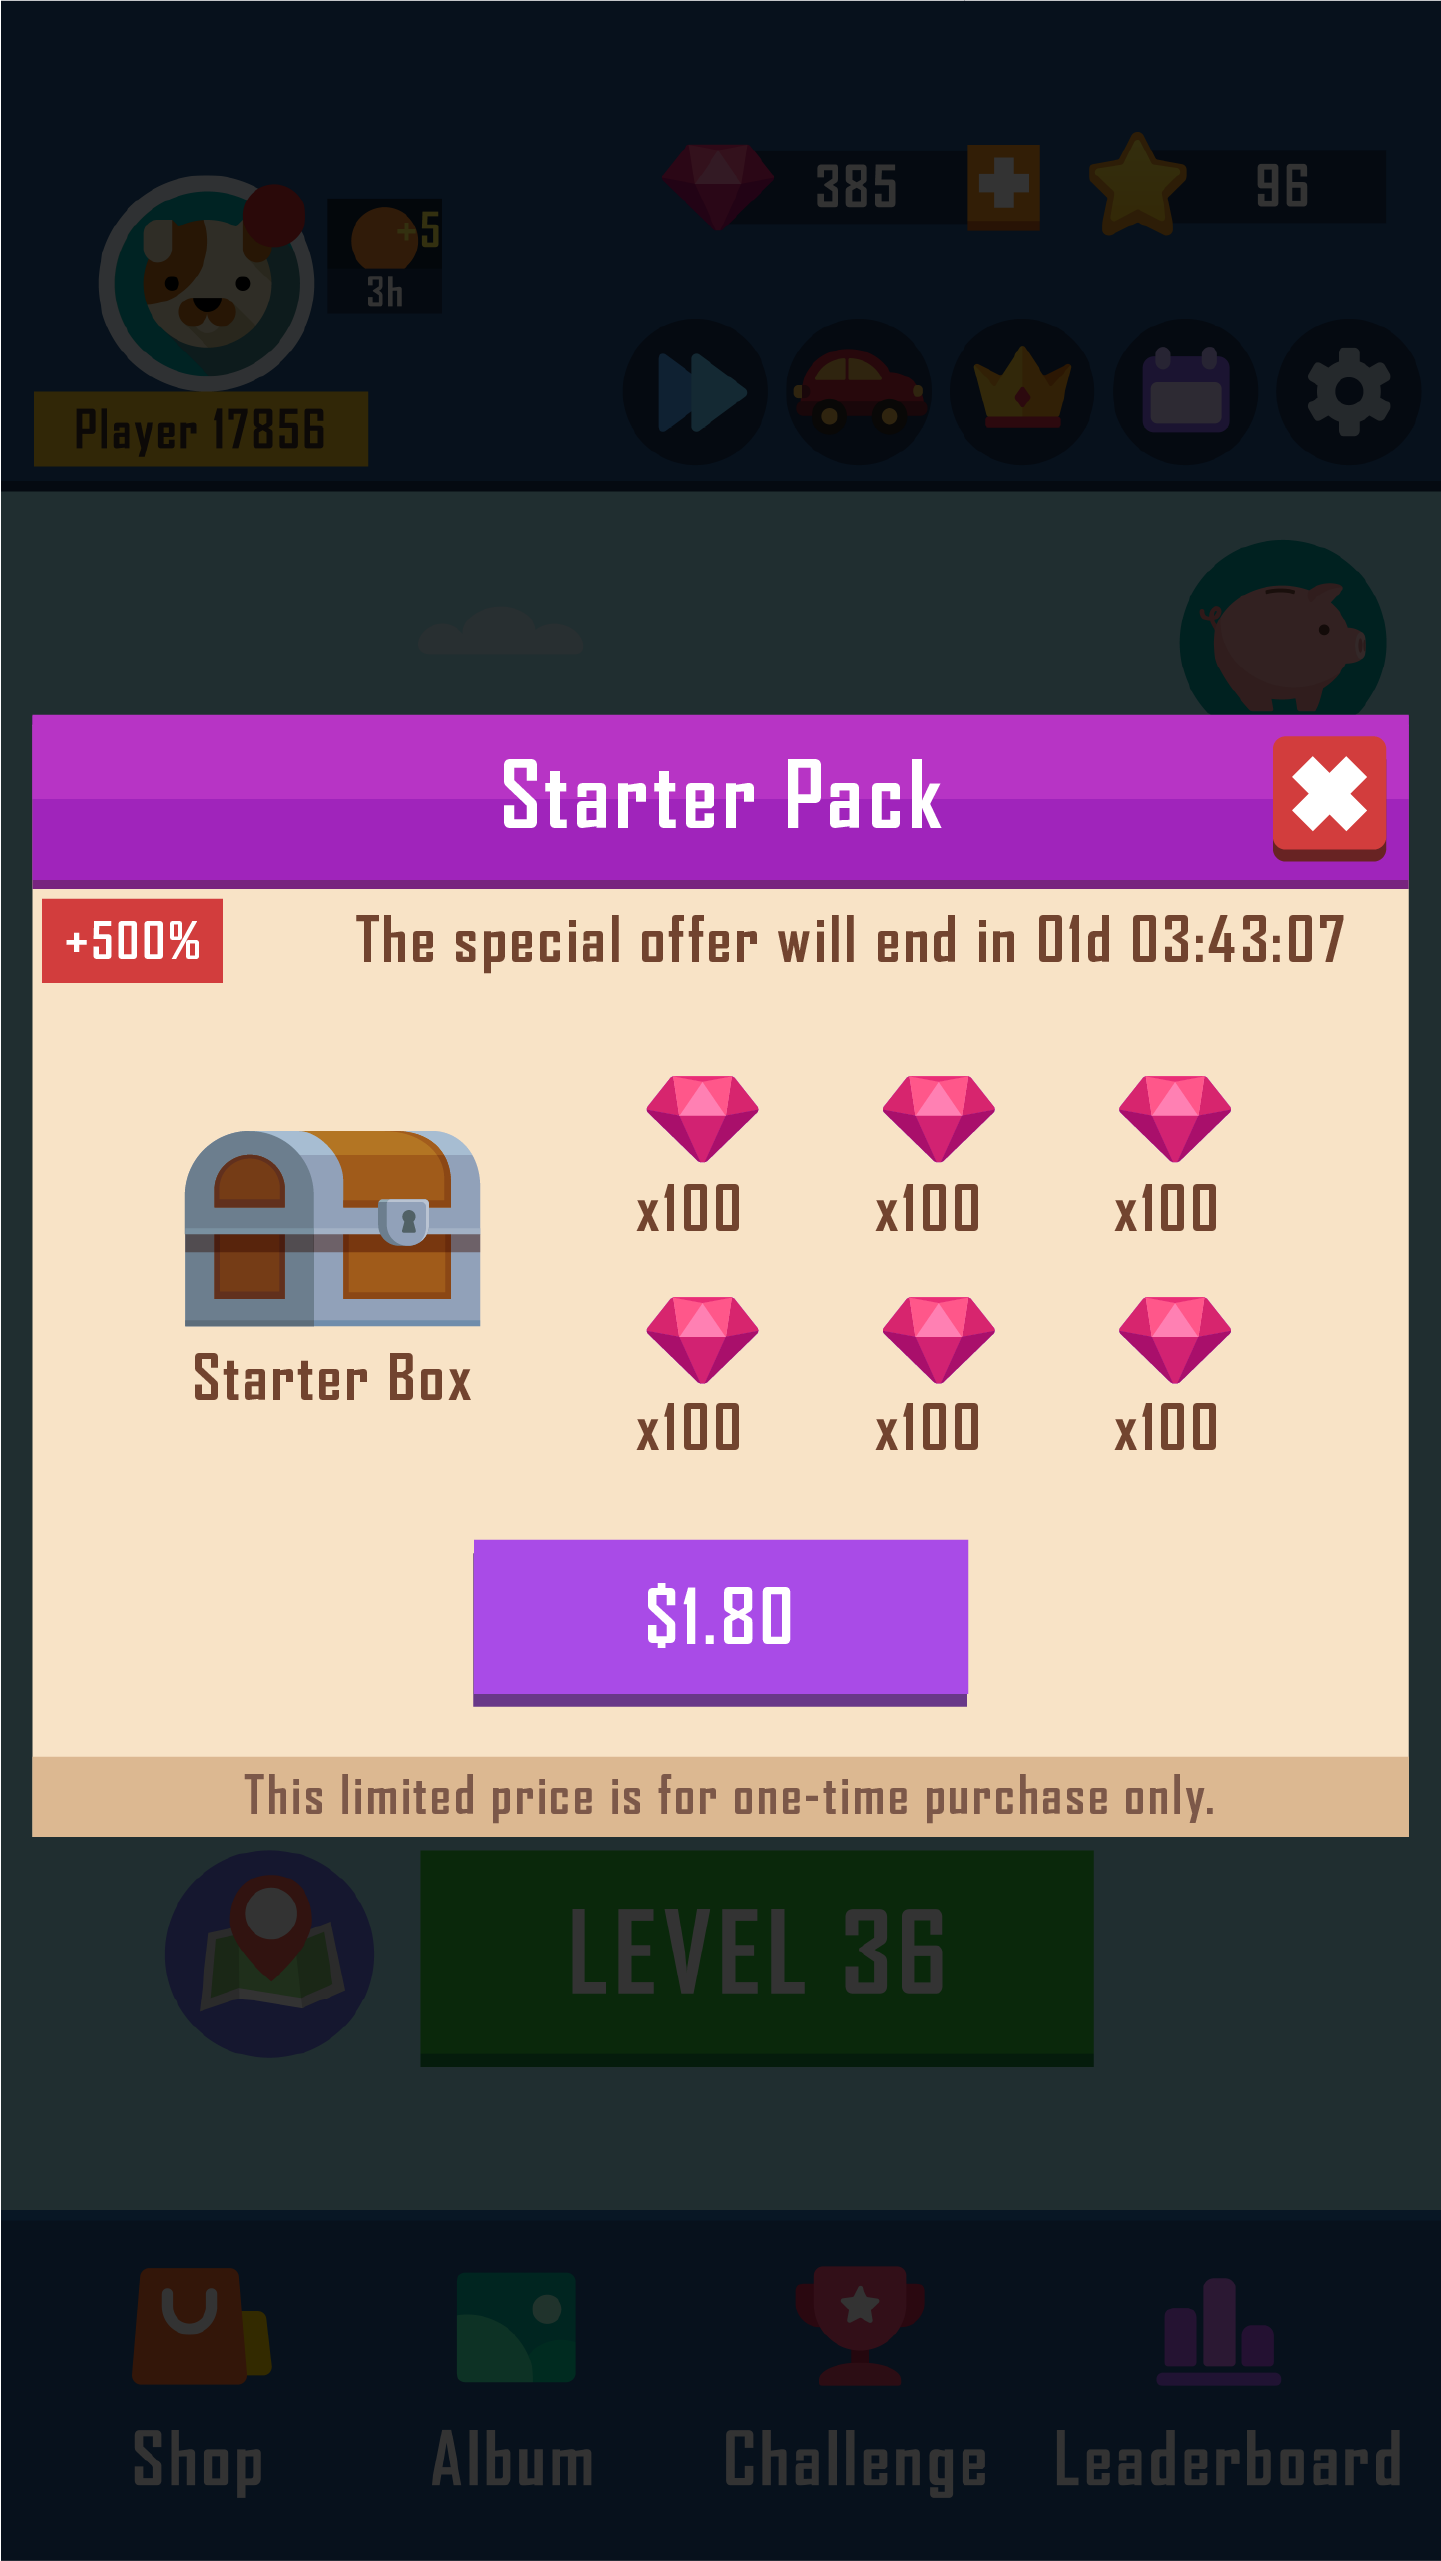 385
96
+5
3h
Player 17856
Starter Pack
+500%
The special offer will end in 01d 03:43:07
x100 x100 x100
Starter Box
x100 x100 x100
$1.80
This limited price is for one-time purchase only.
LEVEL 36
Shop Album Challenge Leaderboard